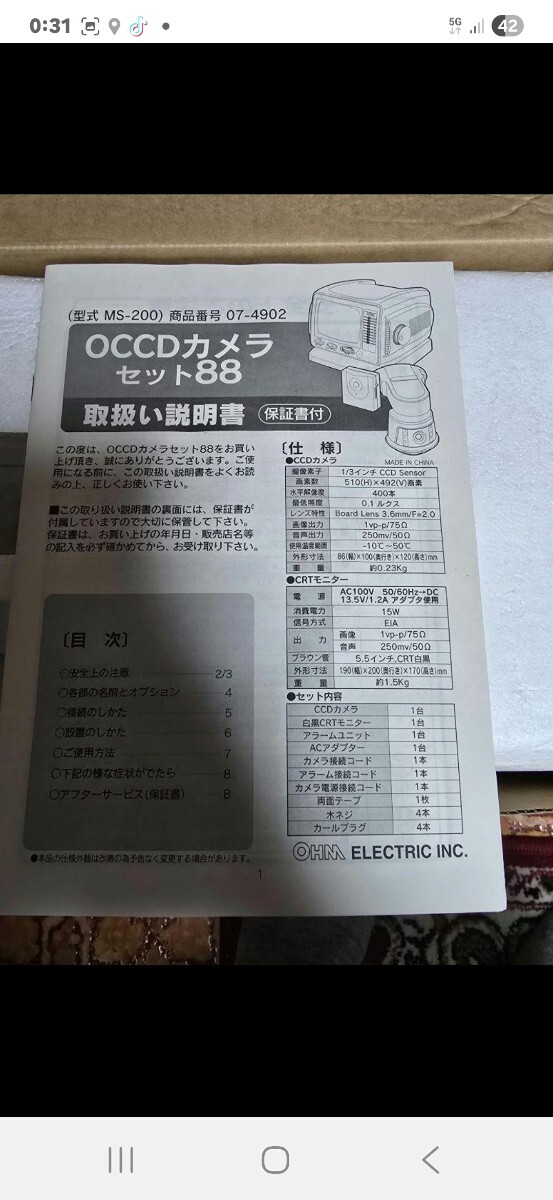 0:31
5G
42
(型式 MS-200) 商品番号 07-4902
OCCDカメラ
セット88
取扱い説明書 保証書付
この度は、OCCDカメラセット88をお買い
上げ頂き、誠にありがとうございます。ご使
用になる前に、この取扱い説明書をよくお読
みの上、正しくお使い下さい。
■この取り扱い説明書の裏面には、保証書が
付属していますので大切に保管して下さい。
保証書は、お買い上げの年月日・販売店名等
の記入を必ず確かめてから、お受け取り下さい。
〔目 次〕
○安全上の注意 2/3
○各部の名前とオプション 4
○接続のしかた 5
○設置のしかた 6
○ご使用方法 7
○下記の様な症状がでたら 8
○アフターサービス(保証書) 8
●本品の仕様外観は改善の為予告なく変更する場合があります。
〔仕 様〕
MADE IN CHINA
●CCDカメラ
撮像素子 1/3インチ CCD Sensor
画素数 510(H)×492(V)画素
水平解像度 400本
最低照度 0.1 ルクス
レンズ特性 Board Lens 3.6mm/F=2.0
画像出力 1vp-p/75Ω
音声出力 250mv/50Ω
使用温度範囲 -10℃~50℃
外形寸法 86(幅)×100(奥行き)×120(高さ)mm
重量 約0.23Kg
●CRTモニター
電源 AC100V 50/60Hz→DC
13.5V/1.2A アダプタ使用
消費電力 15W
信号方式 EIA
出力 画像 1vp-p/75Ω
音声 250mv/50Ω
ブラウン管 5.5インチ,CRT白黒
外形寸法 190(幅)×200(奥行き)×170(高さ)mm
重量 約1.5Kg
●セット内容
CCDカメラ 1台
白黒CRTモニター 1台
アラームユニット 1台
ACアダプター 1台
カメラ接続コード 1本
アラーム接続コード 1本
カメラ電源接続コード 1本
両面テープ 1枚
木ネジ 4本
カールプラグ 4本
OHM ELECTRIC INC.
1